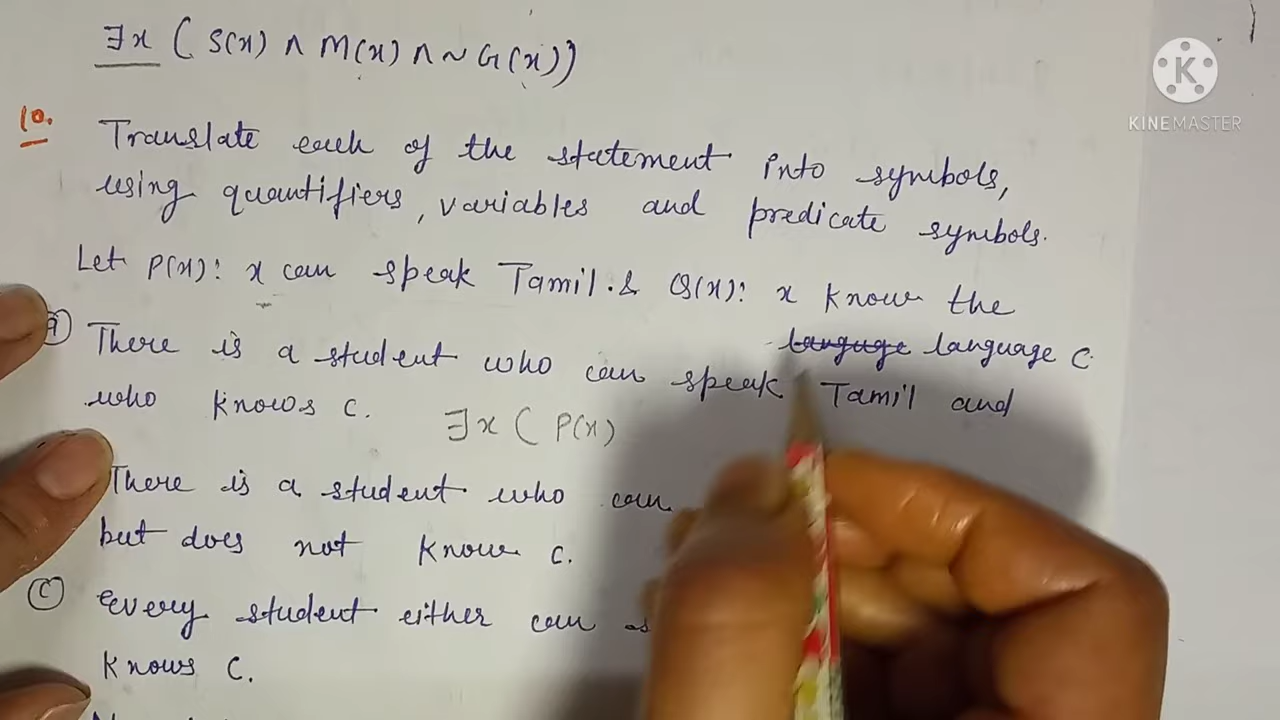 ∃x ( S(x) ∧ M(x) ∧ ~ G(x))
10.
Translate each of the statement into symbols,
using quantifiers, variables and predicate symbols.
Let P(x): x can speak Tamil. & Q(x): x know the
languge language C
a There is a student who can speak Tamil and
who knows C. ∃x ( P(x)
There is a student who can
but does not know C.
C every student either can
knows C.
KINEMASTER